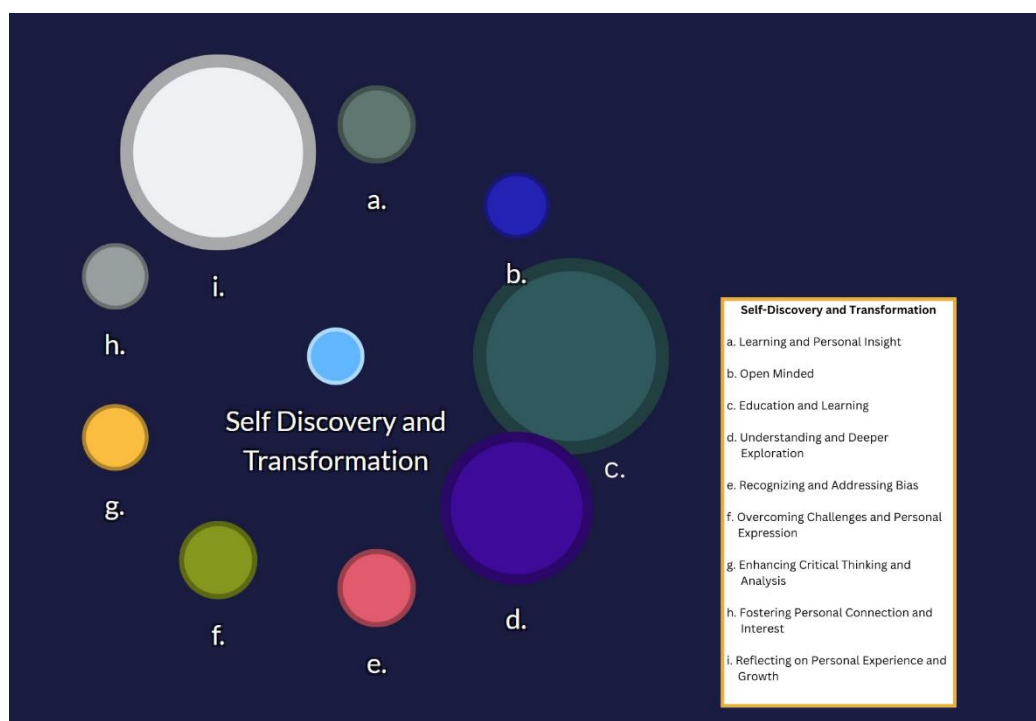 a.
b.
i.
h.
Self Discovery and
Transformation
c.
g.
f.
e.
d.
Self-Discovery and Transformation
a. Learning and Personal Insight
b. Open Minded
c. Education and Learning
d. Understanding and Deeper
Exploration
e. Recognizing and Addressing Bias
f. Overcoming Challenges and Personal
Expression
g. Enhancing Critical Thinking and
Analysis
h. Fostering Personal Connection and
Interest
i. Reflecting on Personal Experience and
Growth